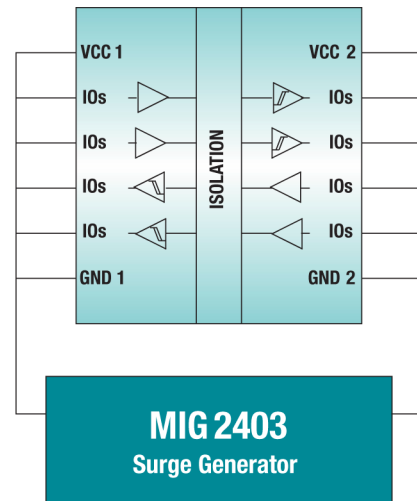 VCC 1 VCC 2
IOs IOs
IOs IOs
IOs IOs
IOs IOs
GND 1 GND 2
ISOLATION
MIG 2403
Surge Generator